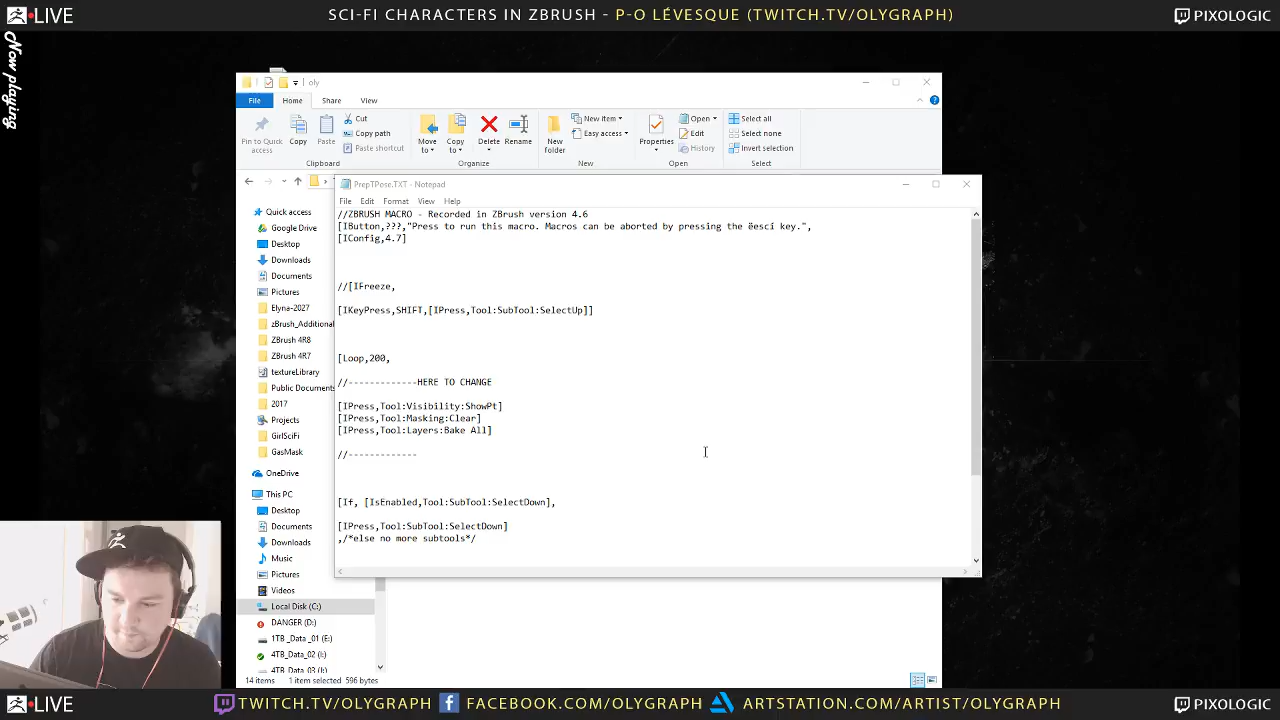 LIVE
SCI-FI CHARACTERS IN ZBRUSH - P-O LÉVESQUE (TWITCH.TV/OLYGRAPH)
PIXOLOGIC
Now playing
oly
File
Home
Share
View
Pin to Quick access
Copy
Paste
Cut
Copy path
Paste shortcut
Clipboard
Move to
Copy to
Delete
Rename
Organize
New folder
New item
Easy access
New
Properties
Open
Edit
History
Open
Select all
Select none
Invert selection
Select
Quick access
Google Drive
Desktop
Downloads
Documents
Pictures
Elyna-2027
zBrush_Additional
ZBrush 4R8
ZBrush 4R7
textureLibrary
Public Documents
2017
Projects
GirlSciFi
GasMask
OneDrive
This PC
Desktop
Documents
Downloads
Music
Pictures
Videos
Local Disk (C:)
DANGER (D:)
1TB_Data_01 (E:)
4TB_Data_02 (I:)
4TB_Data_03 (J:)
14 items
1 item selected
596 bytes
PrepTPose.TXT - Notepad
File
Edit
Format
View
Help
//ZBRUSH MACRO - Recorded in ZBrush version 4.6
[IButton,???,"Press to run this macro. Macros can be aborted by pressing the ëescí key.",
[IConfig,4.7]
//[IFreeze,
[IKeyPress,SHIFT,[IPress,Tool:SubTool:SelectUp]]
[Loop,200,
//-------------HERE TO CHANGE
[IPress,Tool:Visibility:ShowPt]
[IPress,Tool:Masking:Clear]
[IPress,Tool:Layers:Bake All]
//-------------
[If, [IsEnabled,Tool:SubTool:SelectDown],
[IPress,Tool:SubTool:SelectDown]
,/*else no more subtools*/
LIVE
TWITCH.TV/OLYGRAPH
FACEBOOK.COM/OLYGRAPH
ARTSTATION.COM/ARTIST/OLYGRAPH
PIXOLOGIC